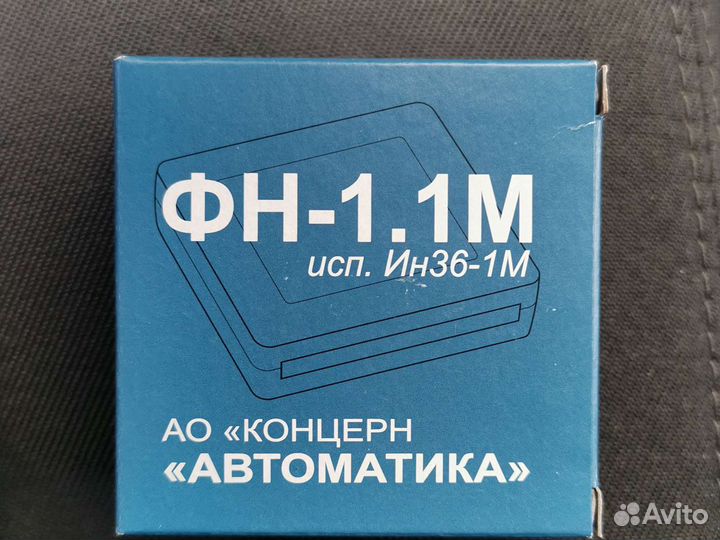 ФН-1.1М
исп. Ин36-1М
АО «КОНЦЕРН
«АВТОМАТИКА»
Avito